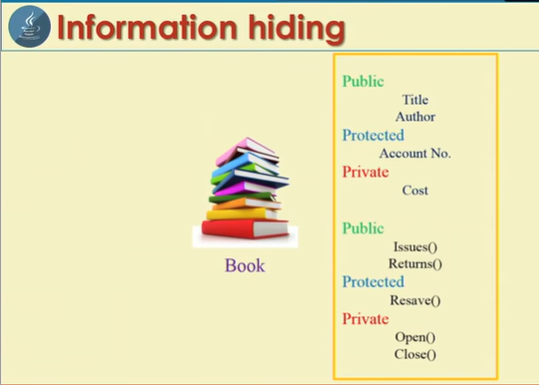 Information hiding
Book
Public
Title
Author
Protected
Account No.
Private
Cost
Public
Issues()
Returns()
Protected
Resave()
Private
Open()
Close()